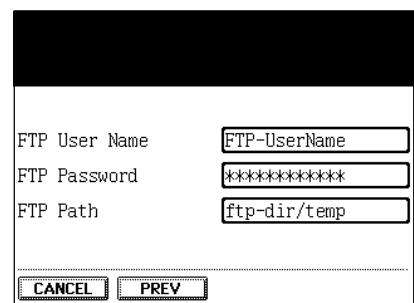 FTP User Name FTP-UserName
FTP Password ************
FTP Path ftp-dir/temp
CANCEL PREV